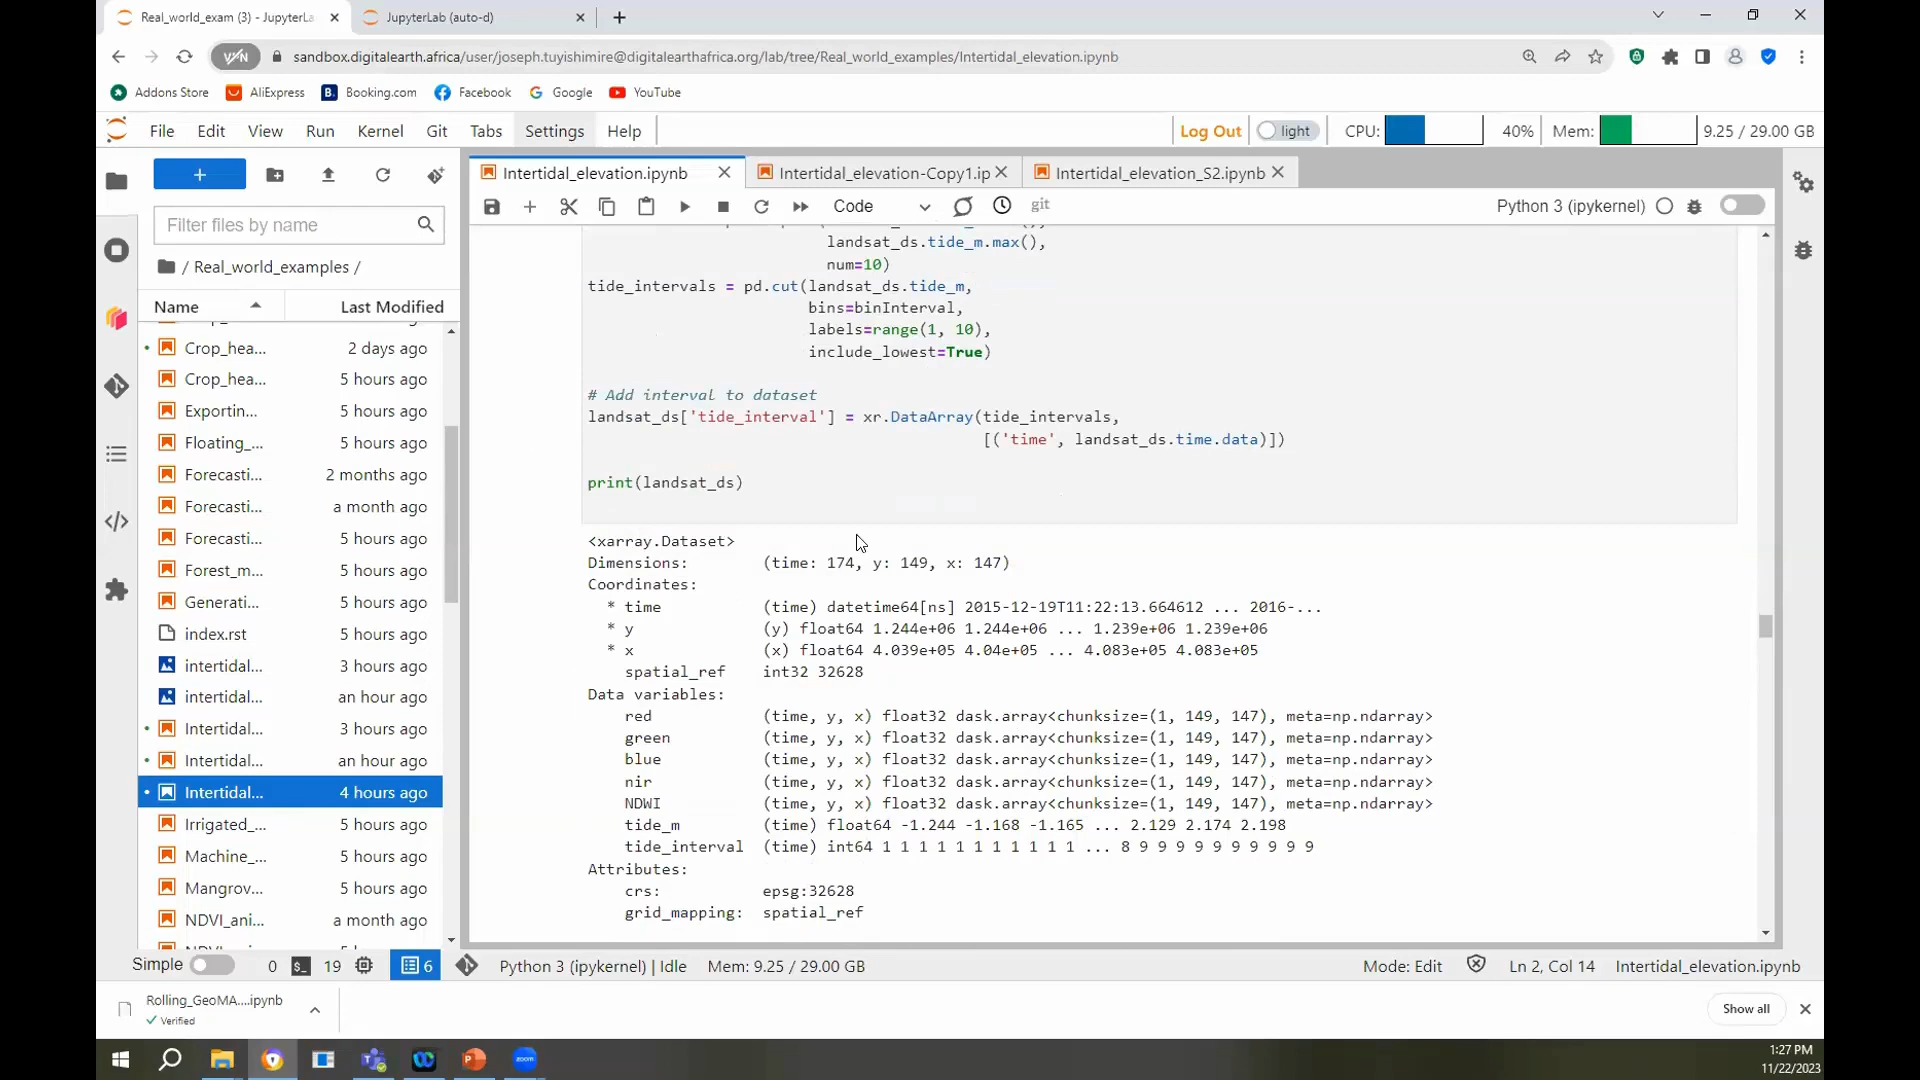 Real_world_exam (3) - JupyterLa
JupyterLab (auto-d)
VPN
sandbox.digitalearth.africa/user/joseph.tuyishimire@digitalearthafrica.org/lab/tree/Real_world_examples/Intertidal_elevation.ipynb
Addons Store AliExpress Booking.com Facebook Google YouTube
File Edit View Run Kernel Git Tabs Settings Help
Log Out light CPU: 40% Mem: 9.25 / 29.00 GB
Intertidal_elevation.ipynb
Intertidal_elevation-Copy1.ip
Intertidal_elevation_S2.ipynb
Code
git
Python 3 (ipykernel)
Filter files by name
/ Real_world_examples /
Name Last Modified
Crop_hea... 2 days ago
Crop_hea... 5 hours ago
Exportin... 5 hours ago
Floating_... 5 hours ago
Forecasti... 2 months ago
Forecasti... a month ago
Forecasti... 5 hours ago
Forest_m... 5 hours ago
Generati... 5 hours ago
index.rst 5 hours ago
intertidal... 3 hours ago
intertidal... an hour ago
Intertidal... 3 hours ago
Intertidal... an hour ago
Intertidal... 4 hours ago
Irrigated_... 5 hours ago
Machine_... 5 hours ago
Mangrov... 5 hours ago
NDVI_ani... a month ago
landsat_ds.tide_m.max(),
num=10)
tide_intervals = pd.cut(landsat_ds.tide_m,
bins=binInterval,
labels=range(1, 10),
include_lowest=True)
# Add interval to dataset
landsat_ds['tide_interval'] = xr.DataArray(tide_intervals,
[('time', landsat_ds.time.data)])
print(landsat_ds)
<xarray.Dataset>
Dimensions: (time: 174, y: 149, x: 147)
Coordinates:
* time (time) datetime64[ns] 2015-12-19T11:22:13.664612 ... 2016-...
* y (y) float64 1.244e+06 1.244e+06 ... 1.239e+06 1.239e+06
* x (x) float64 4.039e+05 4.04e+05 ... 4.083e+05 4.083e+05
spatial_ref int32 32628
Data variables:
red (time, y, x) float32 dask.array<chunksize=(1, 149, 147), meta=np.ndarray>
green (time, y, x) float32 dask.array<chunksize=(1, 149, 147), meta=np.ndarray>
blue (time, y, x) float32 dask.array<chunksize=(1, 149, 147), meta=np.ndarray>
nir (time, y, x) float32 dask.array<chunksize=(1, 149, 147), meta=np.ndarray>
NDWI (time, y, x) float32 dask.array<chunksize=(1, 149, 147), meta=np.ndarray>
tide_m (time) float64 -1.244 -1.168 -1.165 ... 2.129 2.174 2.198
tide_interval (time) int64 1 1 1 1 1 1 1 1 1 1 1 ... 8 9 9 9 9 9 9 9 9 9 9
Attributes:
crs: epsg:32628
grid_mapping: spatial_ref
Simple 0 19 6 Python 3 (ipykernel) | Idle Mem: 9.25 / 29.00 GB Mode: Edit Ln 2, Col 14 Intertidal_elevation.ipynb
Rolling_GeoMA....ipynb
Verified
Show all
zoom
1:27 PM
11/22/2023